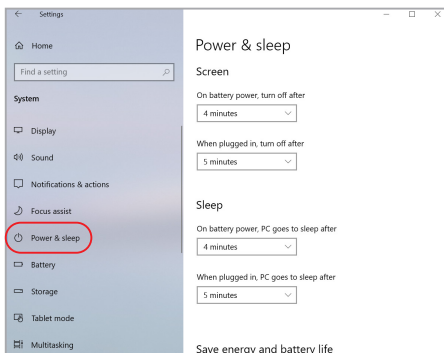 Settings
Home
Find a setting
System
Display
Sound
Notifications & actions
Focus assist
Power & sleep
Battery
Storage
Tablet mode
Multitasking
Power & sleep
Screen
On battery power, turn off after
4 minutes
When plugged in, turn off after
5 minutes
Sleep
On battery power, PC goes to sleep after
4 minutes
When plugged in, PC goes to sleep after
5 minutes
Save energy and battery life